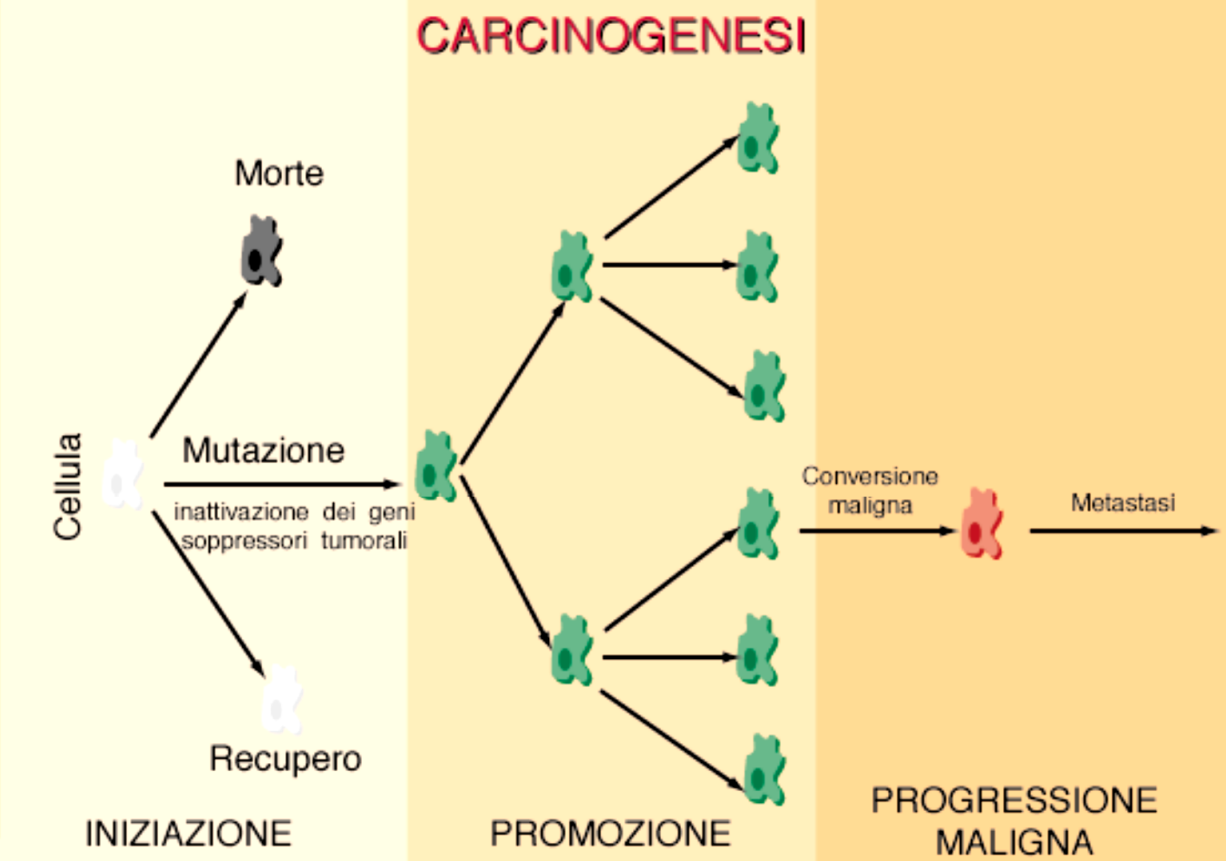 CARCINOGENESI
Morte
Cellula
Mutazione
inattivazione dei geni
soppressori tumorali
Recupero
INIZIAZIONE
PROMOZIONE
Conversione
maligna
Metastasi
PROGRESSIONE
MALIGNA